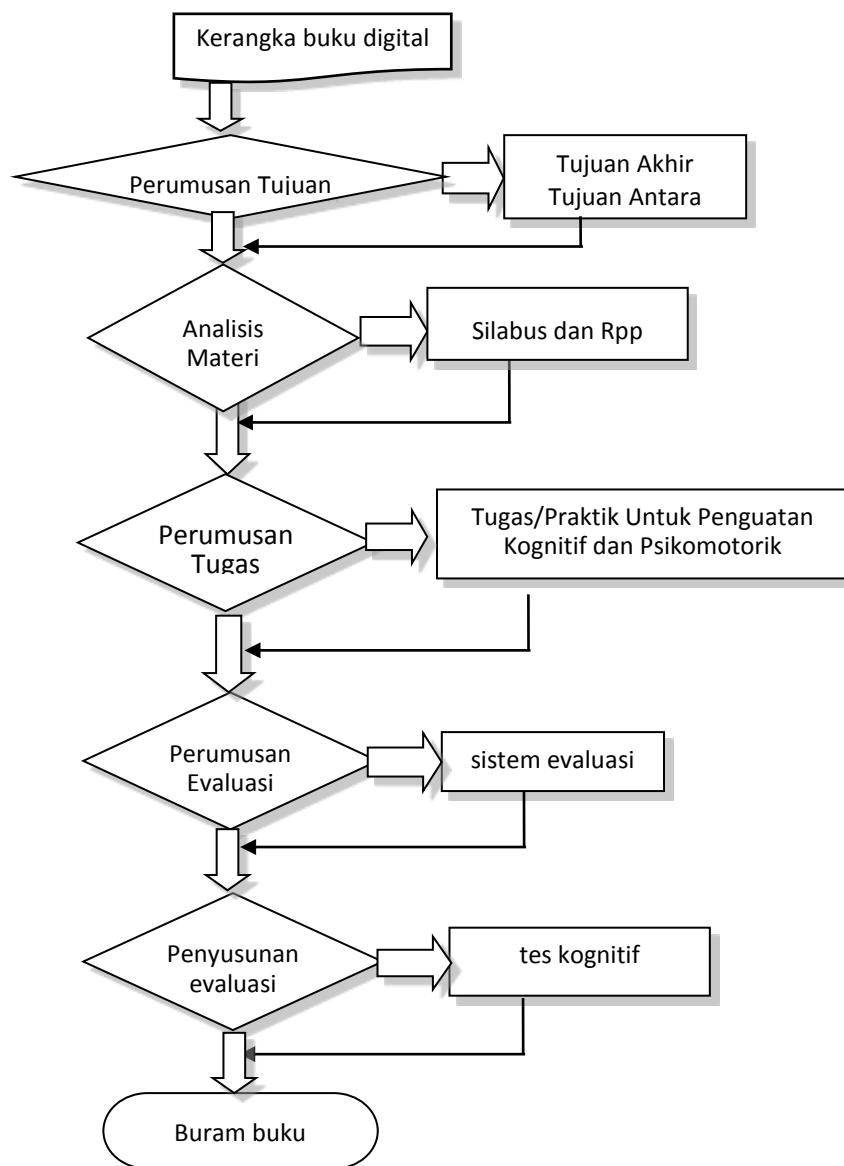 Kerangka buku digital
Perumusan Tujuan
Tujuan Akhir
Tujuan Antara
Analisis
Materi
Silabus dan Rpp
Perumusan
Tugas
Tugas/Praktik Untuk Penguatan
Kognitif dan Psikomotorik
Perumusan
Evaluasi
sistem evaluasi
Penyusunan
evaluasi
tes kognitif
Buram buku